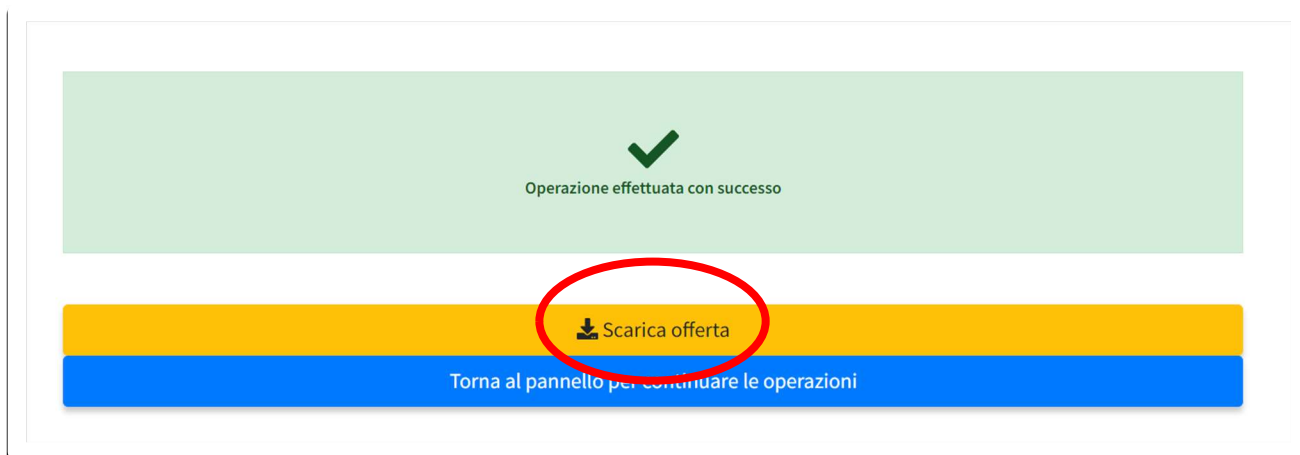 Operazione effettuata con successo
Scarica offerta
Torna al pannello per continuare le operazioni